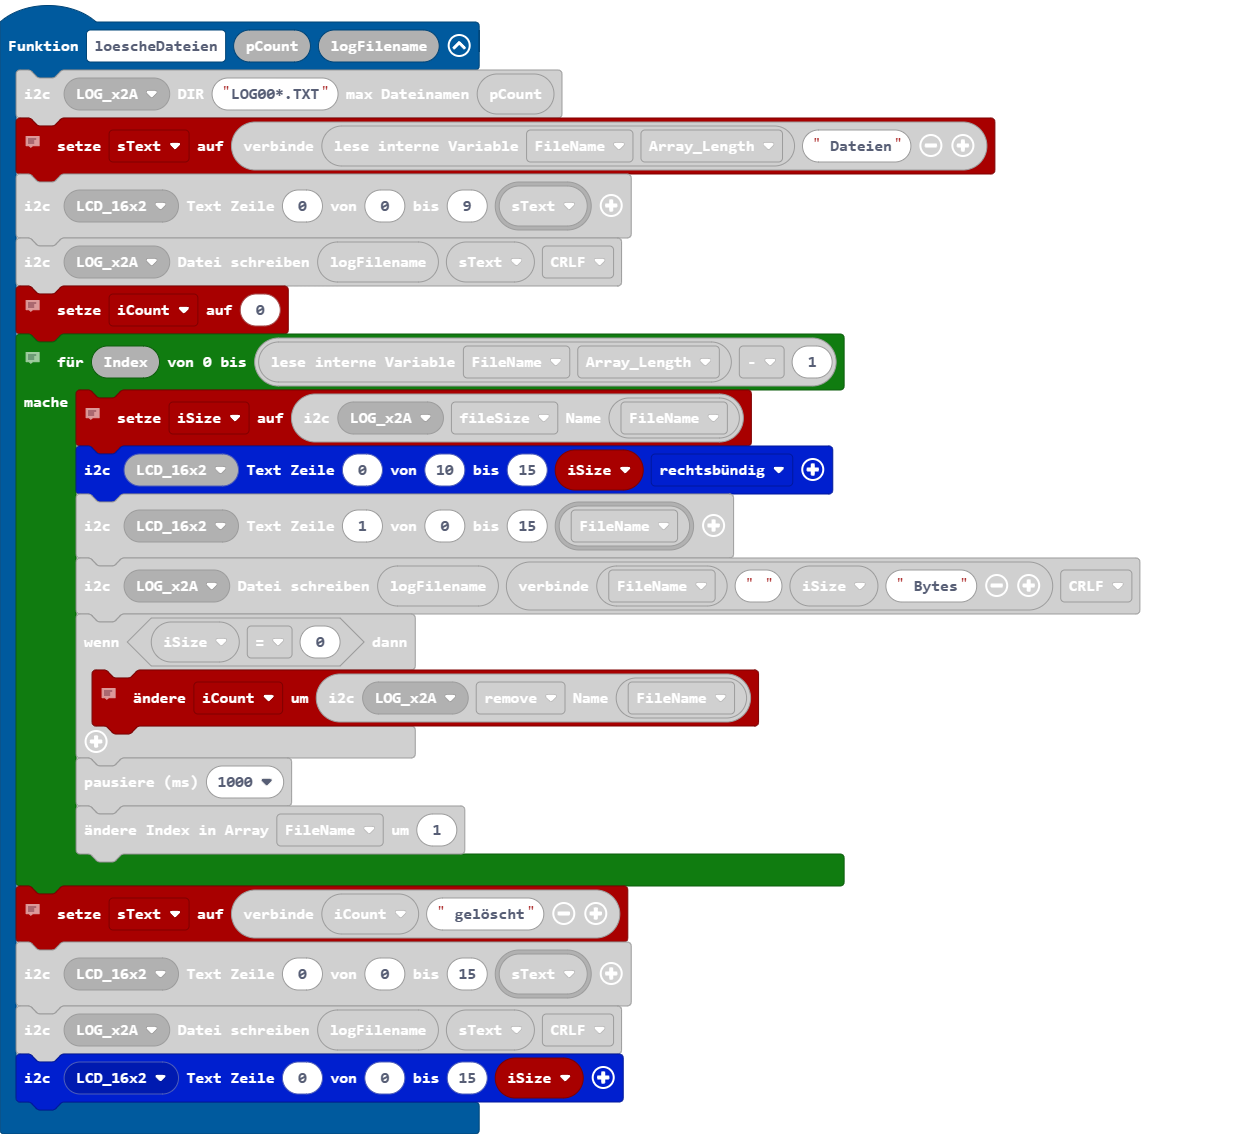 Funktion loescheDateien pCount logFilename
i2c LOG_x2A DIR "LOG00*.TXT" max Dateinamen pCount
setze sText auf verbinde lese interne Variable FileName Array_Length " Dateien"
i2c LCD_16x2 Text Zeile 0 von 0 bis 9 sText
i2c LOG_x2A Datei schreiben logFilename sText CRLF
setze iCount auf 0
für Index von 0 bis lese interne Variable FileName Array_Length - 1
mache
setze iSize auf i2c LOG_x2A fileSize Name FileName
i2c LCD_16x2 Text Zeile 0 von 10 bis 15 iSize rechtsbündig
i2c LCD_16x2 Text Zeile 1 von 0 bis 15 FileName
i2c LOG_x2A Datei schreiben logFilename verbinde FileName " " iSize " Bytes" CRLF
wenn iSize = 0 dann
ändere iCount um i2c LOG_x2A remove Name FileName
pausiere (ms) 1000
ändere Index in Array FileName um 1
setze sText auf verbinde iCount " gelöscht"
i2c LCD_16x2 Text Zeile 0 von 0 bis 15 sText
i2c LOG_x2A Datei schreiben logFilename sText CRLF
i2c LCD_16x2 Text Zeile 0 von 0 bis 15 iSize